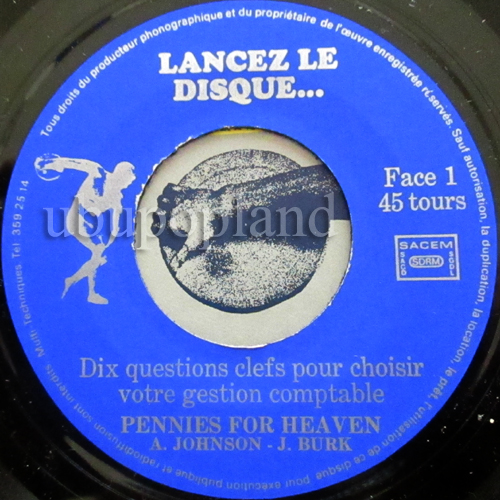 Tous droits du producteur phonographique et du propriétaire de l'œuvre enregistrée réservés. Sauf autorisation, la duplication, la location, le prêt, l'utilisation de ce disque pour exécution publique et radiodiffusion sont interdits. Multi-Techniques Tél 359 25 14
LANCEZ LE
DISQUE...
Face 1
45 tours
SACEM
SACD
SDRM
SGDL
ubupopland
Dix questions clefs pour choisir
votre gestion comptable
PENNIES FOR HEAVEN
A. JOHNSON - J. BURK